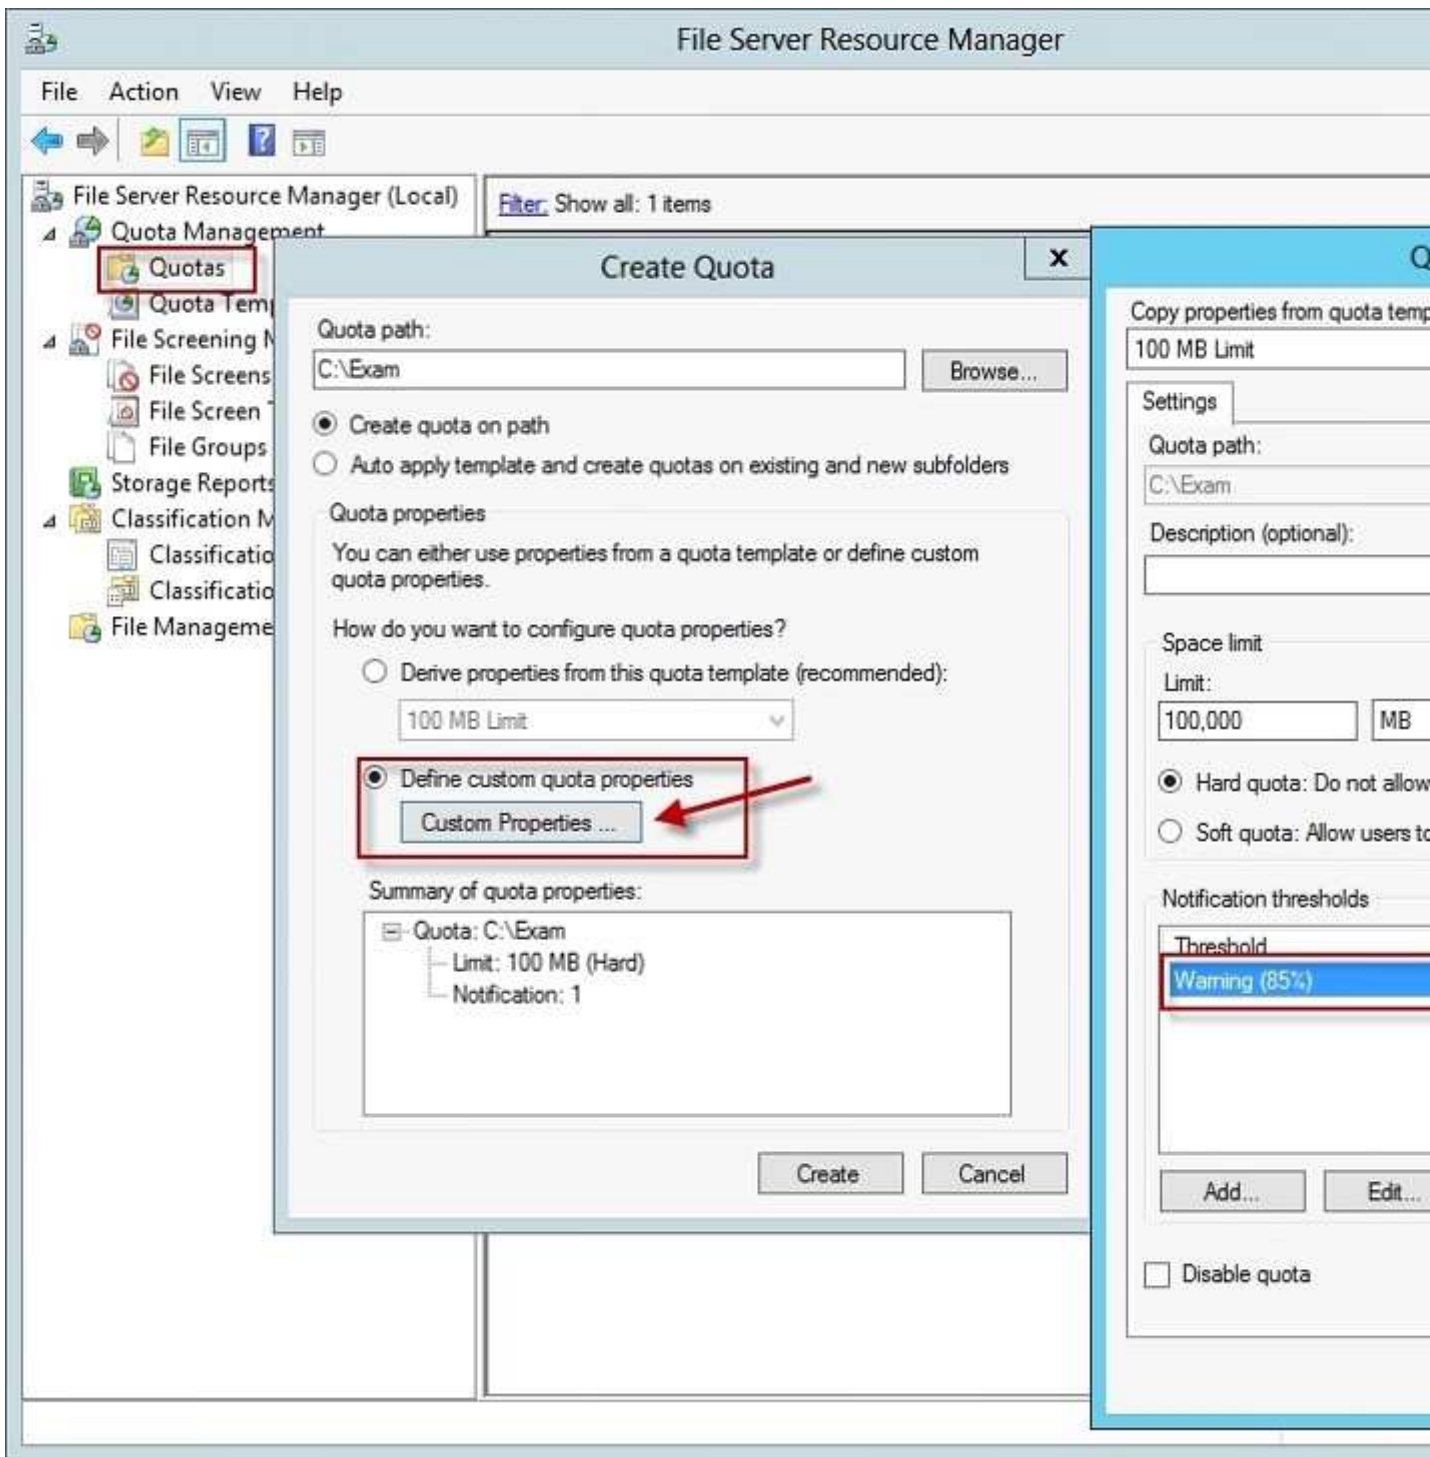 File Server Resource Manager
File Action View Help
File Server Resource Manager (Local)
Quota Management
Quotas
Quota Temp
File Screening M
File Screens
File Screen T
File Groups
Storage Reports
Classification M
Classificatio
Classificatio
File Manageme
Filter: Show all: 1 items
Create Quota
x
Quota path:
C:\Exam
Browse...
Create quota on path
Auto apply template and create quotas on existing and new subfolders
Quota properties
You can either use properties from a quota template or define custom
quota properties.
How do you want to configure quota properties?
Derive properties from this quota template (recommended):
100 MB Limit
Define custom quota properties
Custom Properties ...
Summary of quota properties:
Quota: C:\Exam
Limit: 100 MB (Hard)
Notification: 1
Create
Cancel
Q
Copy properties from quota temp
100 MB Limit
Settings
Quota path:
C:\Exam
Description (optional):
Space limit
Limit:
100,000 MB
Hard quota: Do not allow
Soft quota: Allow users to
Notification thresholds
Threshold
Warning (85%)
Add...
Edit...
Disable quota